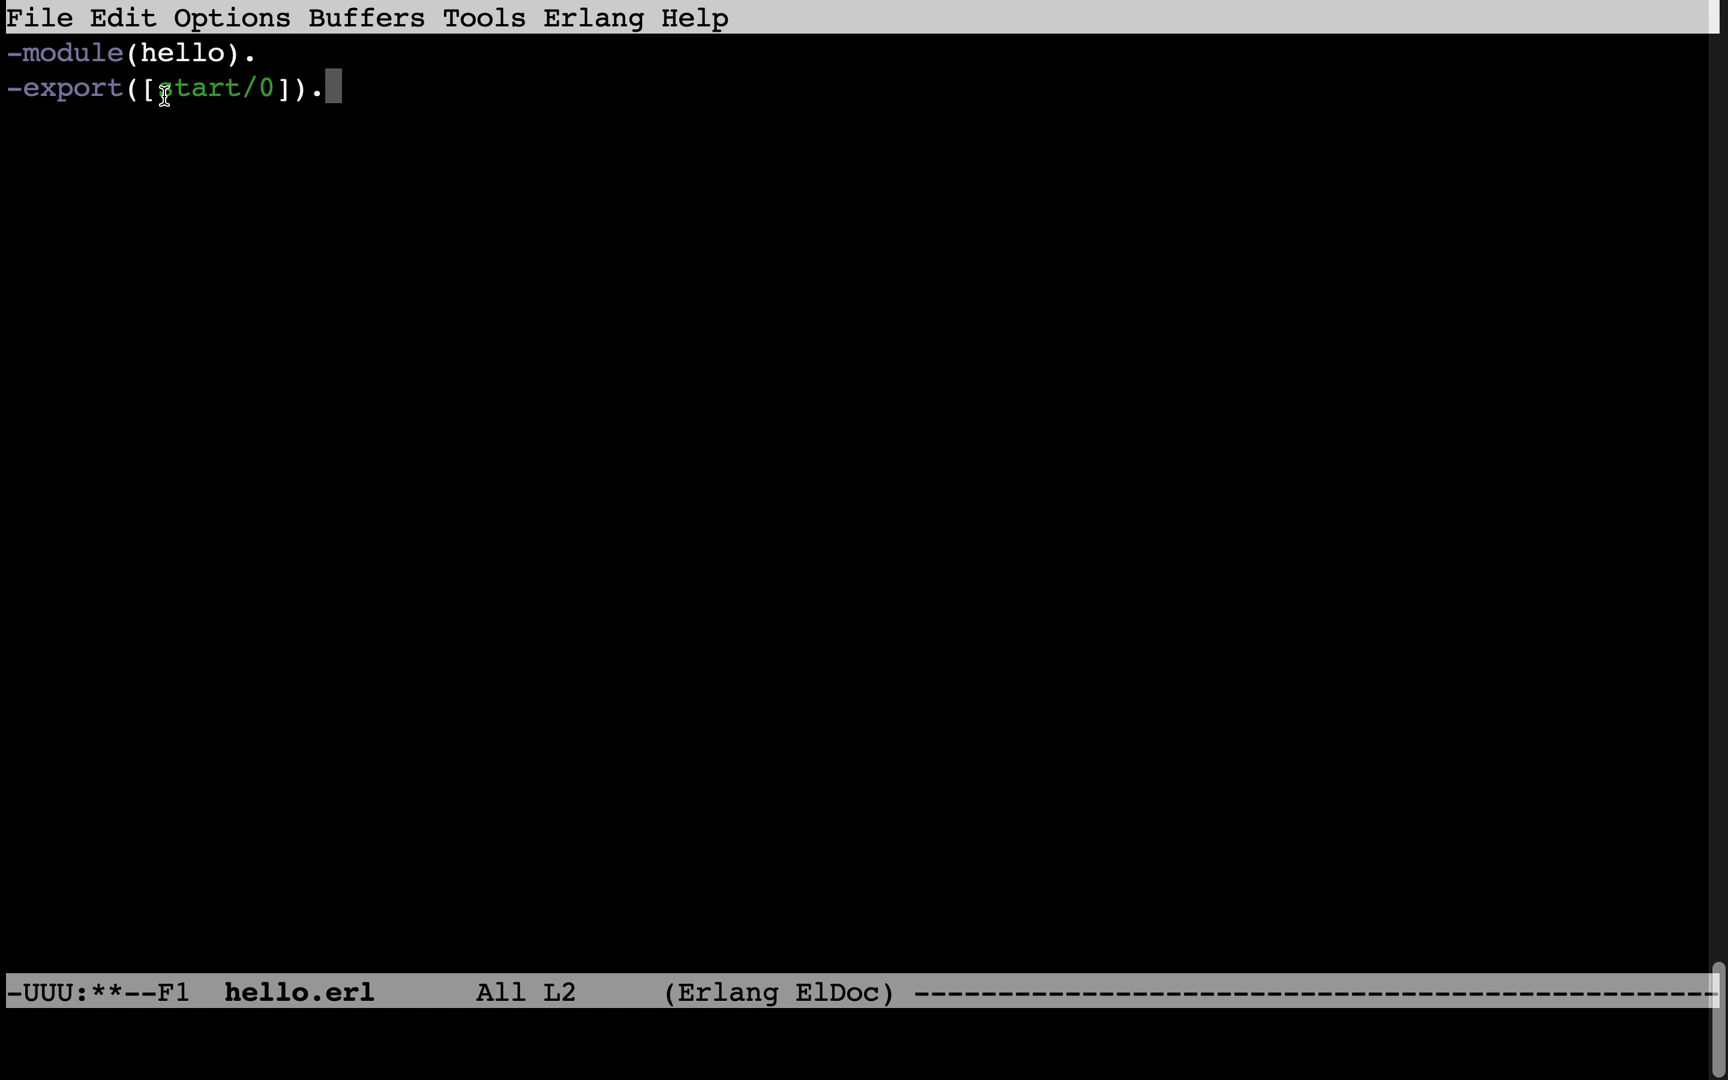 File Edit Options Buffers Tools Erlang Help
-module(hello).
-export([start/0]).
-UUU:**--F1  hello.erl      All L2     (Erlang ElDoc) ------------------------------------------------